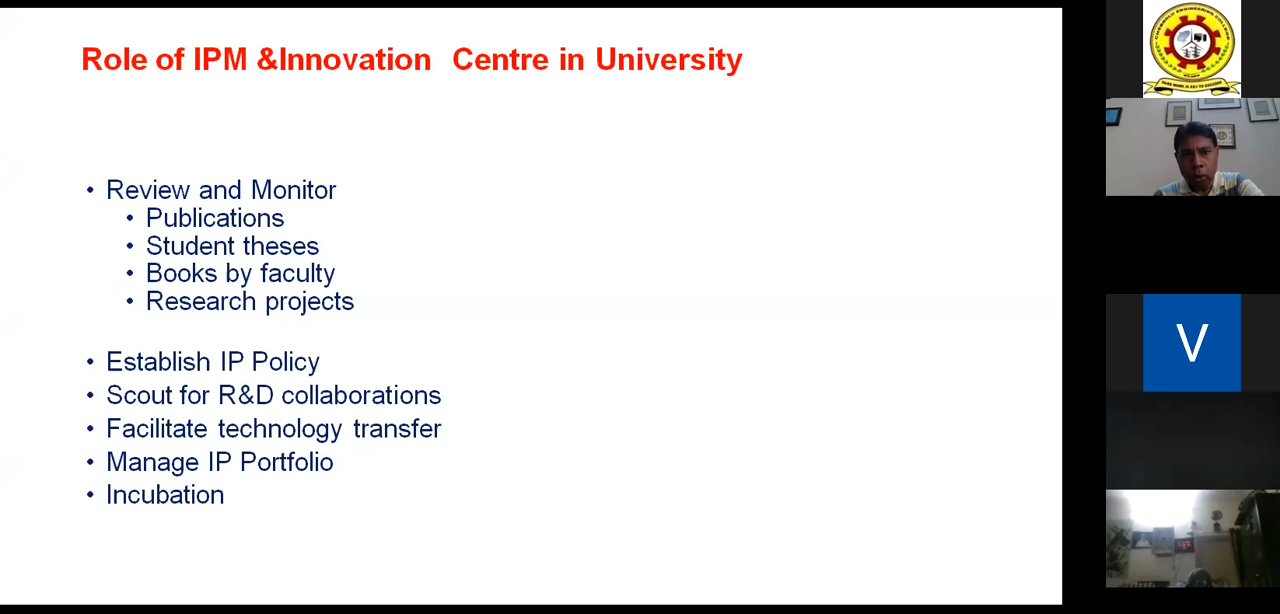 Role of IPM &Innovation Centre in University
• Review and Monitor
• Publications
• Student theses
• Books by faculty
• Research projects
• Establish IP Policy
• Scout for R&D collaborations
• Facilitate technology transfer
• Manage IP Portfolio
• Incubation
V